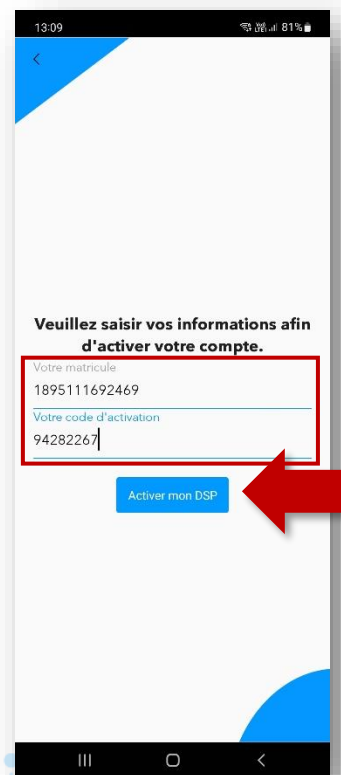 13:09 81%
Veuillez saisir vos informations afin
d'activer votre compte.
Votre matricule
1895111692469
Votre code d'activation
94282267
Activer mon DSP